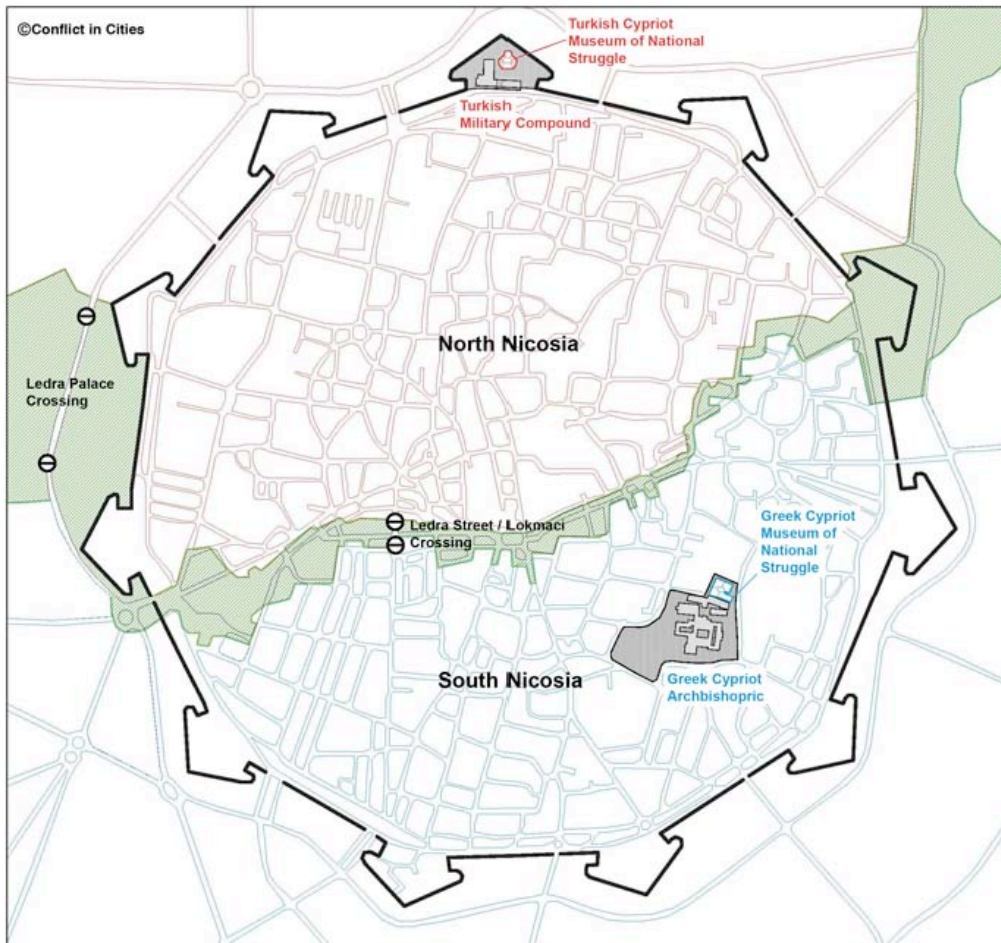 ©Conflict in Cities
Turkish Cypriot
Museum of National
Struggle
Turkish
Military Compound
North Nicosia
Ledra Palace
Crossing
Ledra Street / Lokmaci
Crossing
Greek Cypriot
Museum of
National
Struggle
South Nicosia
Greek Cypriot
Archbishopric